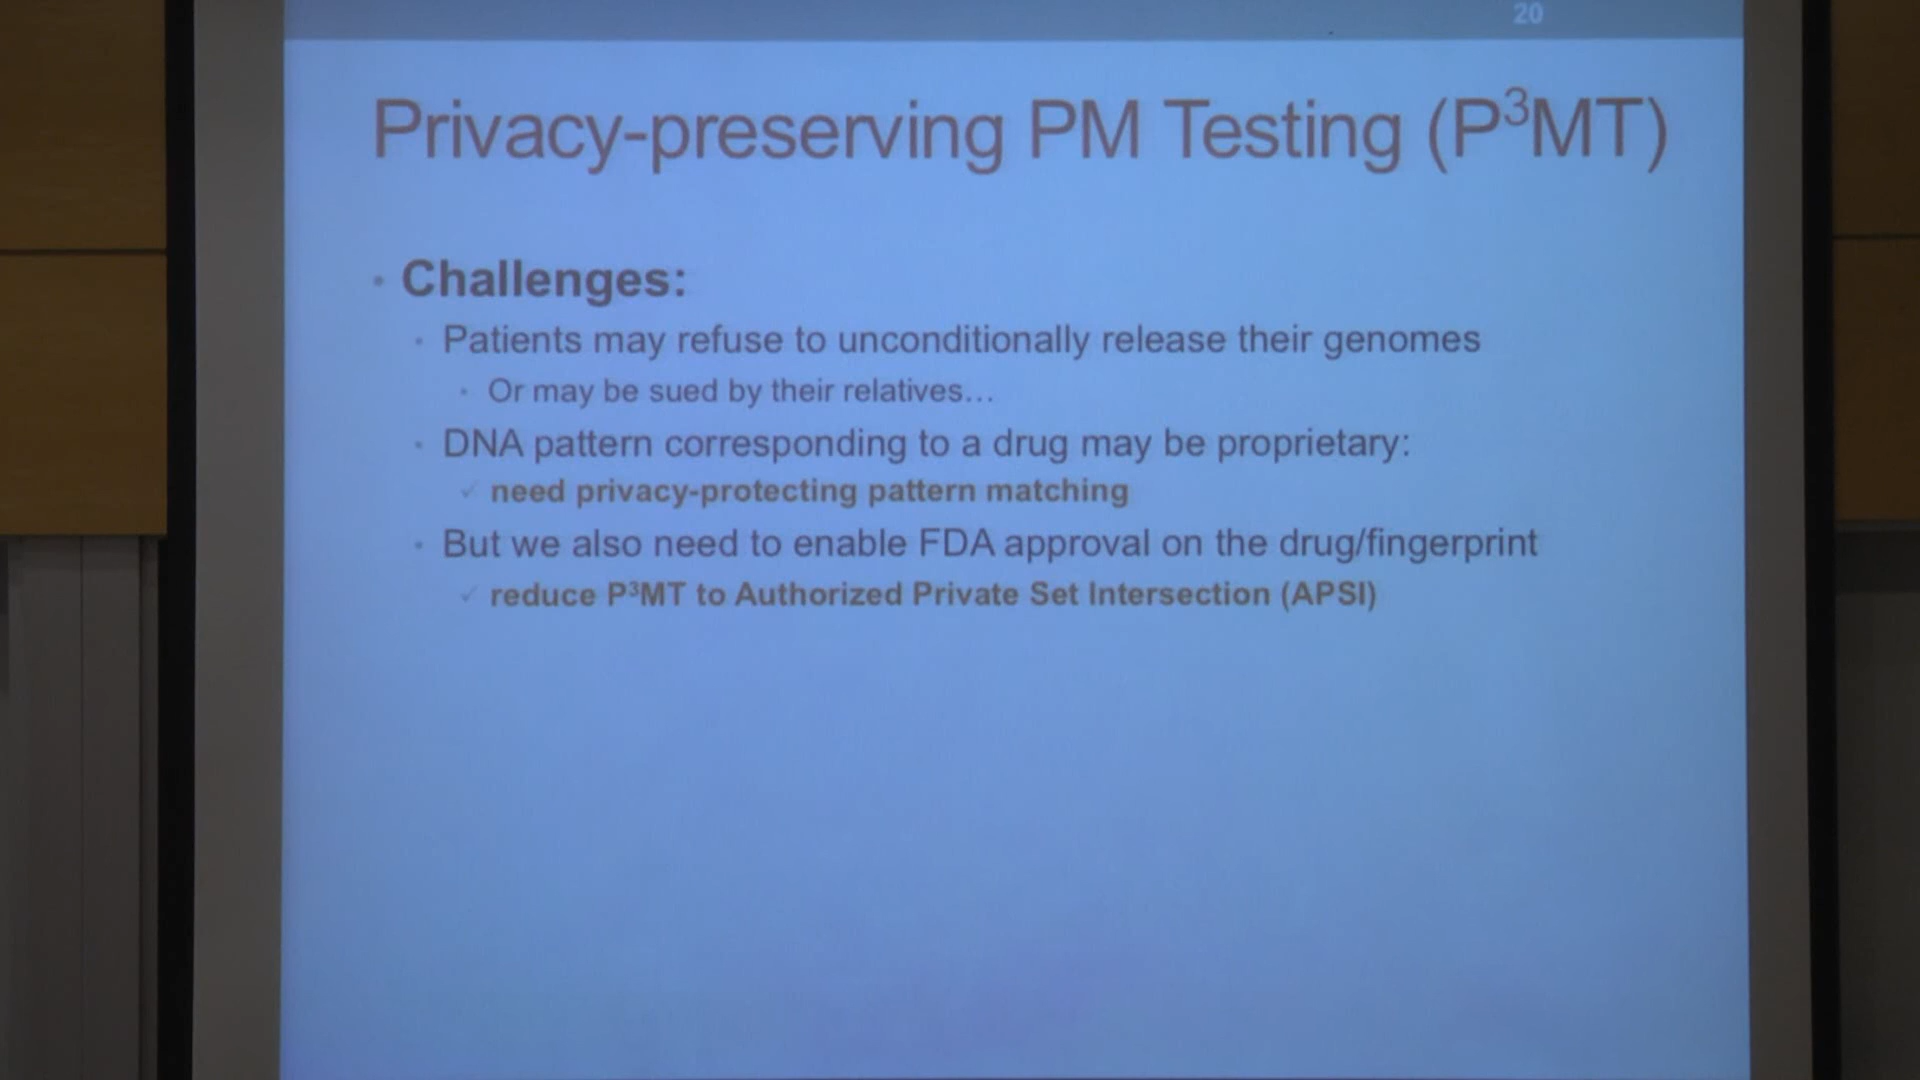 20
Privacy-preserving PM Testing (P³MT)
• Challenges:
• Patients may refuse to unconditionally release their genomes
• Or may be sued by their relatives…
• DNA pattern corresponding to a drug may be proprietary:
✓ need privacy-protecting pattern matching
• But we also need to enable FDA approval on the drug/fingerprint
✓ reduce P³MT to Authorized Private Set Intersection (APSI)